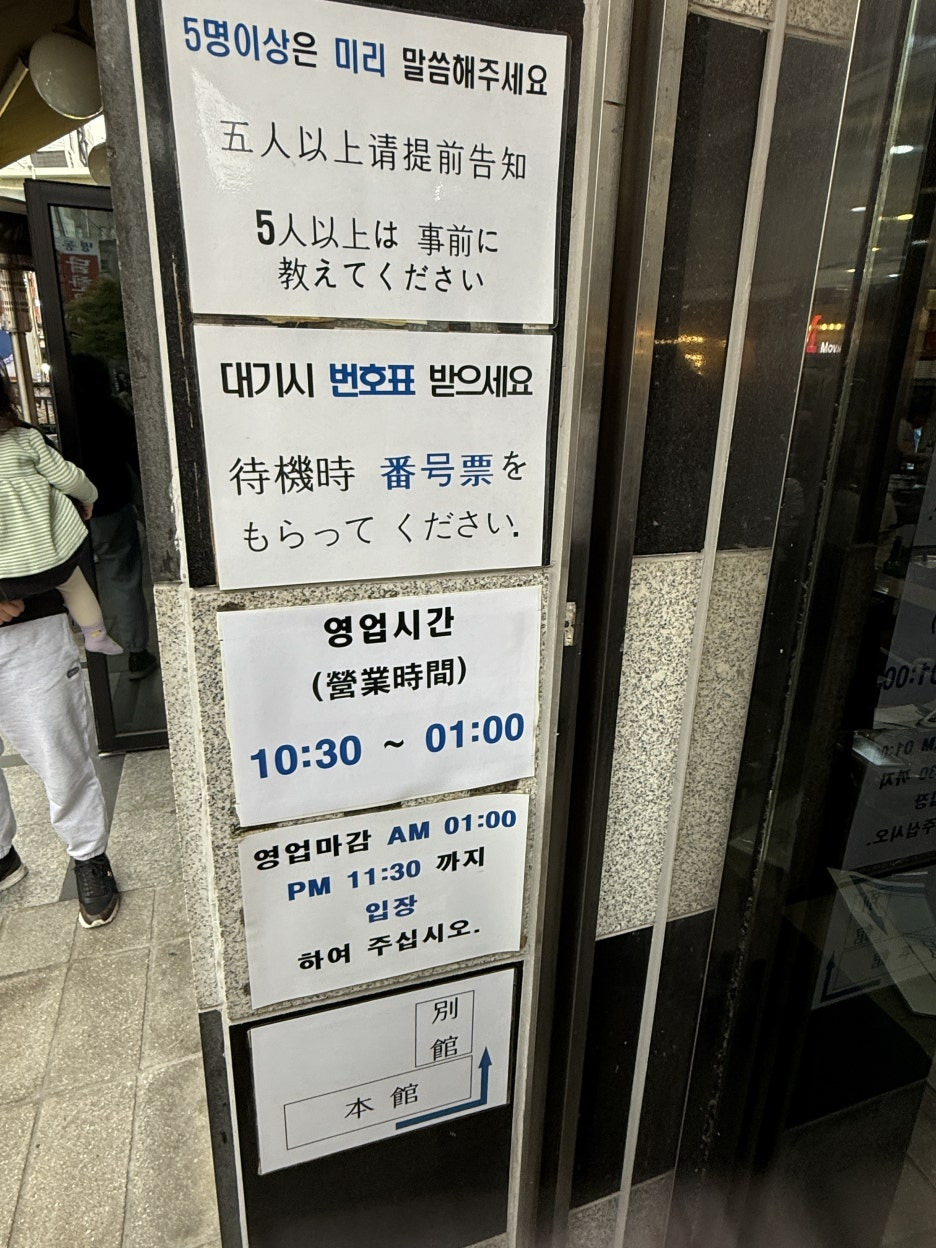 5명이상은 미리 말씀해주세요
五人以上请提前告知
5人以上は 事前に
教えてください
대기시 번호표 받으세요
待機時 番号票を
もらって ください.
영업시간
(營業時間)
10:30 ~ 01:00
영업마감 AM 01:00
PM 11:30 까지
입장
하여 주십시오.
別
館
本 館